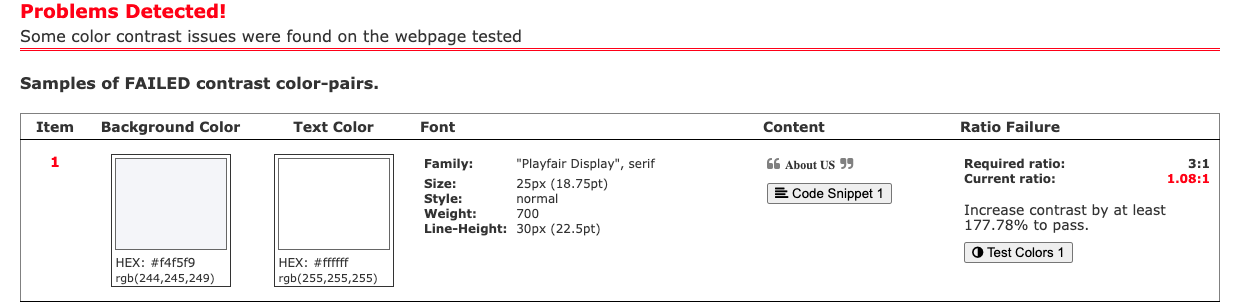 Problems Detected!
Some color contrast issues were found on the webpage tested
Samples of FAILED contrast color-pairs.
Item Background Color Text Color Font Content Ratio Failure
1
HEX: #f4f5f9
rgb(244,245,249)
HEX: #ffffff
rgb(255,255,255)
Family: "Playfair Display", serif
Size: 25px (18.75pt)
Style: normal
Weight: 700
Line-Height: 30px (22.5pt)
❝ About US ❞
Code Snippet 1
Required ratio: 3:1
Current ratio: 1.08:1
Increase contrast by at least
177.78% to pass.
Test Colors 1